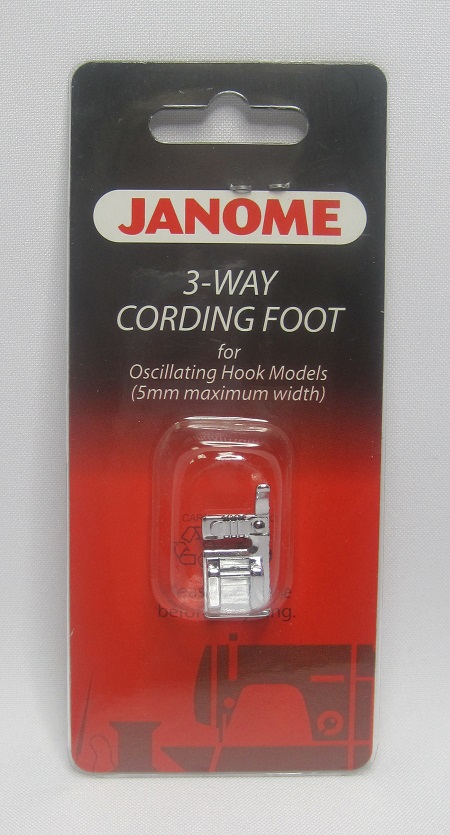 JANOME
3-WAY
CORDING FOOT
for
Oscillating Hook Models
(5mm maximum width)